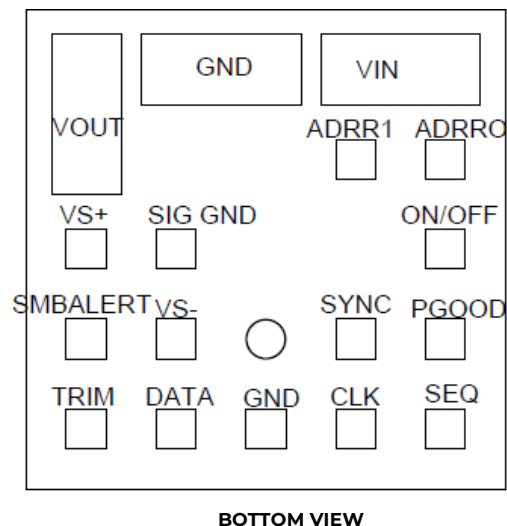 GND
VIN
VOUT
ADRR1
ADRRO
VS+
SIG GND
ON/OFF
SMBALERT
VS-
SYNC
PGOOD
TRIM
DATA
GND
CLK
SEQ
BOTTOM VIEW